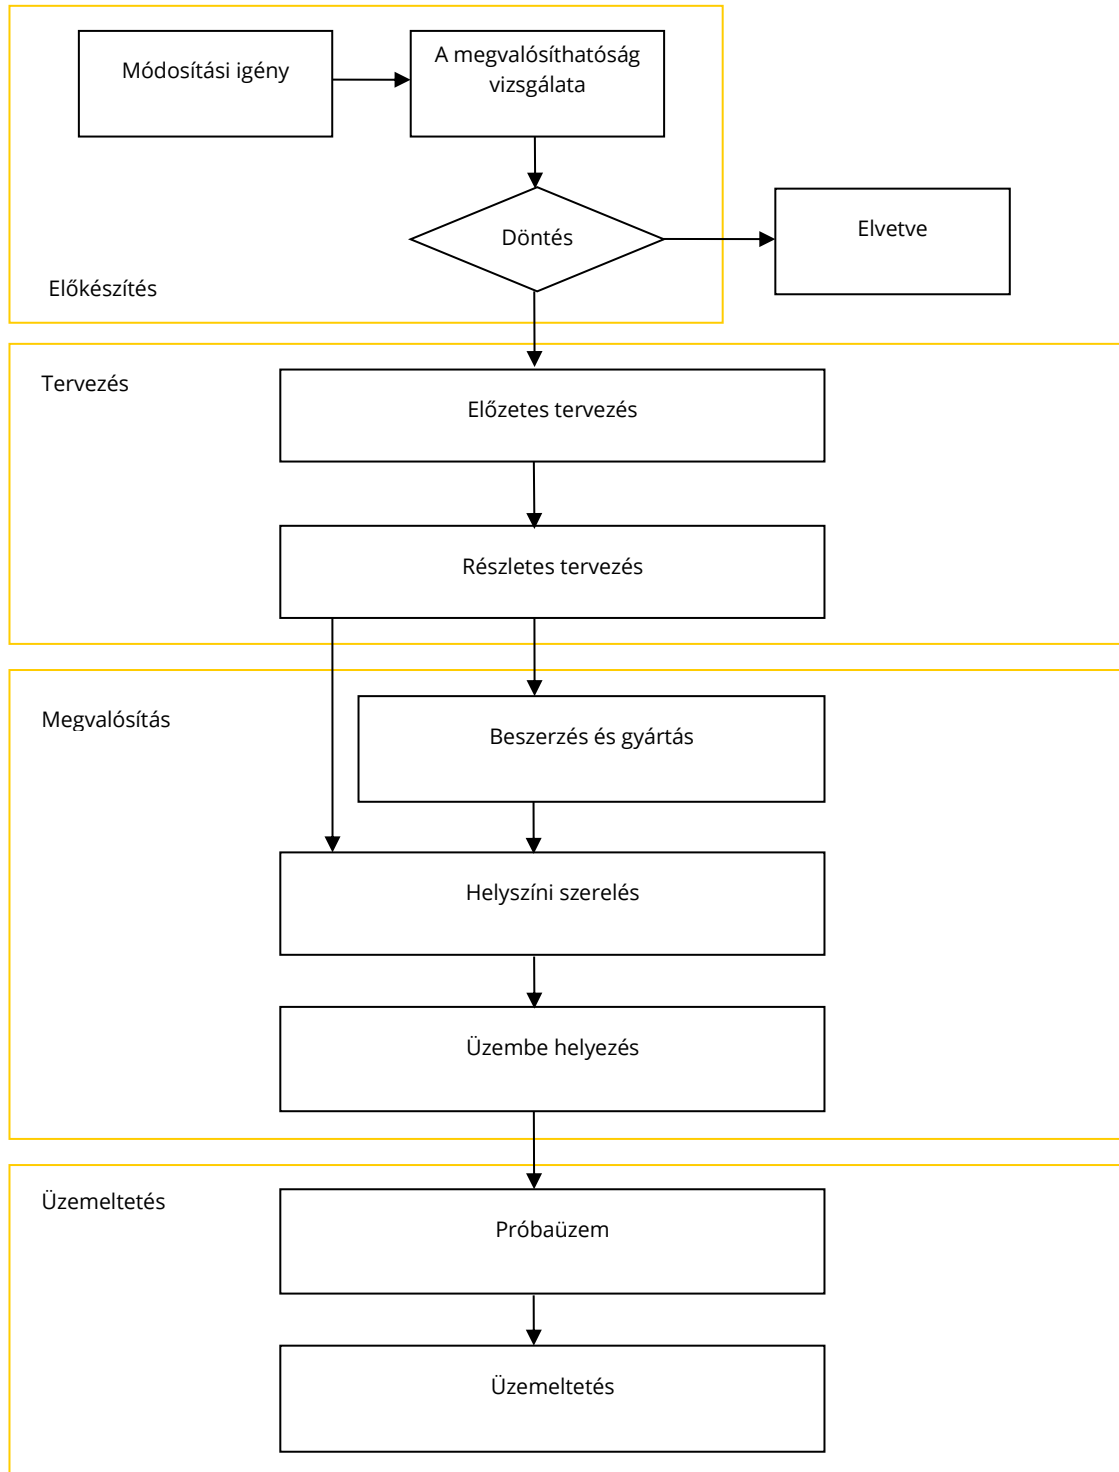 Módosítási igény
A megvalósíthatóság
vizsgálata
Döntés
Elvetve
Előkészítés
Tervezés
Előzetes tervezés
Részletes tervezés
Megvalósítás
Beszerzés és gyártás
Helyszíni szerelés
Üzembe helyezés
Üzemeltetés
Próbaüzem
Üzemeltetés